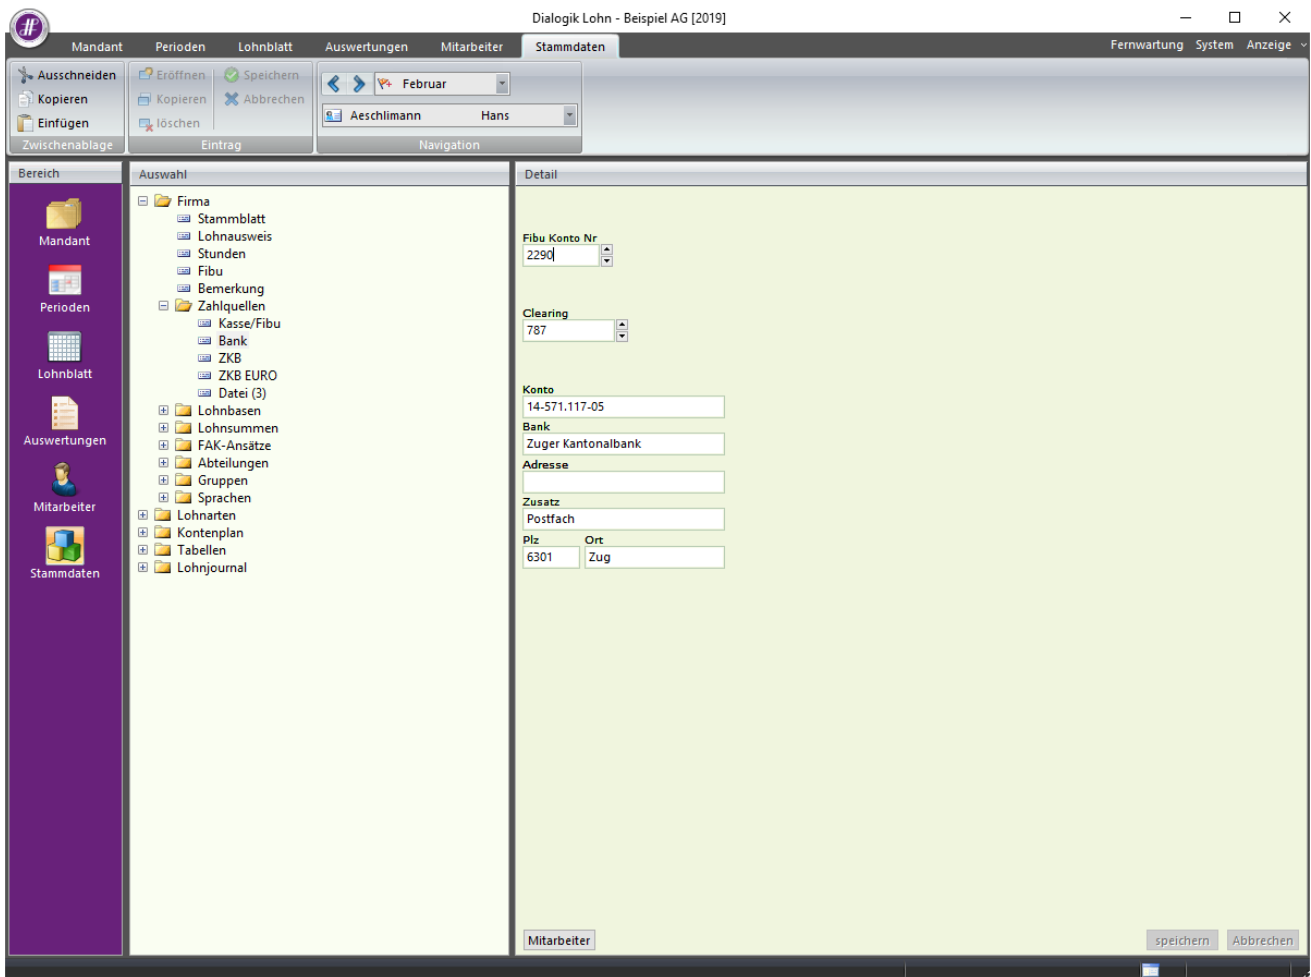 Dialogik Lohn - Beispiel AG [2019]
Mandant Perioden Lohnblatt Auswertungen Mitarbeiter Stammdaten Fernwartung System Anzeige
Ausschneiden Eröffnen Speichern Februar
Kopieren Kopieren Abbrechen
Einfügen löschen Aeschlimann Hans
Zwischenablage Eintrag Navigation
Bereich
Mandant
Perioden
Lohnblatt
Auswertungen
Mitarbeiter
Stammdaten
Auswahl
Firma
Stammblatt
Lohnausweis
Stunden
Fibu
Bemerkung
Zahlquellen
Kasse/Fibu
Bank
ZKB
ZKB EURO
Datei (3)
Lohnbasen
Lohnsummen
FAK-Ansätze
Abteilungen
Gruppen
Sprachen
Lohnarten
Kontenplan
Tabellen
Lohnjournal
Detail
Fibu Konto Nr
2290
Clearing
787
Konto
14-571.117-05
Bank
Zuger Kantonalbank
Adresse
Zusatz
Postfach
Plz Ort
6301 Zug
Mitarbeiter speichern Abbrechen